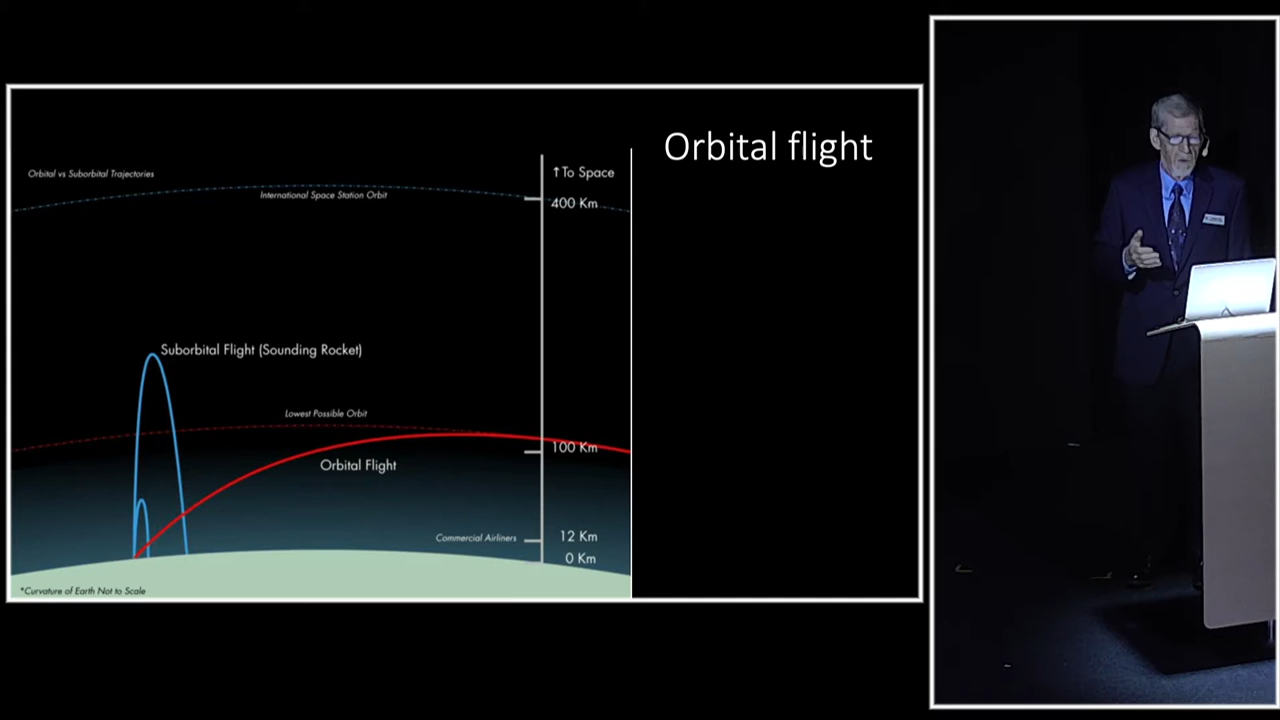 Orbital flight
Orbital vs Suborbital Trajectories
↑To Space
International Space Station Orbit
400 Km
Suborbital Flight (Sounding Rocket)
Lowest Possible Orbit
100 Km
Orbital Flight
Commercial Airliners
12 Km
0 Km
*Curvature of Earth Not to Scale